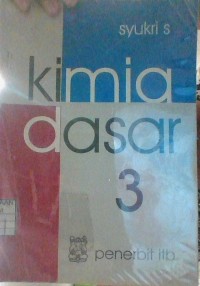 syukri s
kimia
dasar
3
penerbit itb